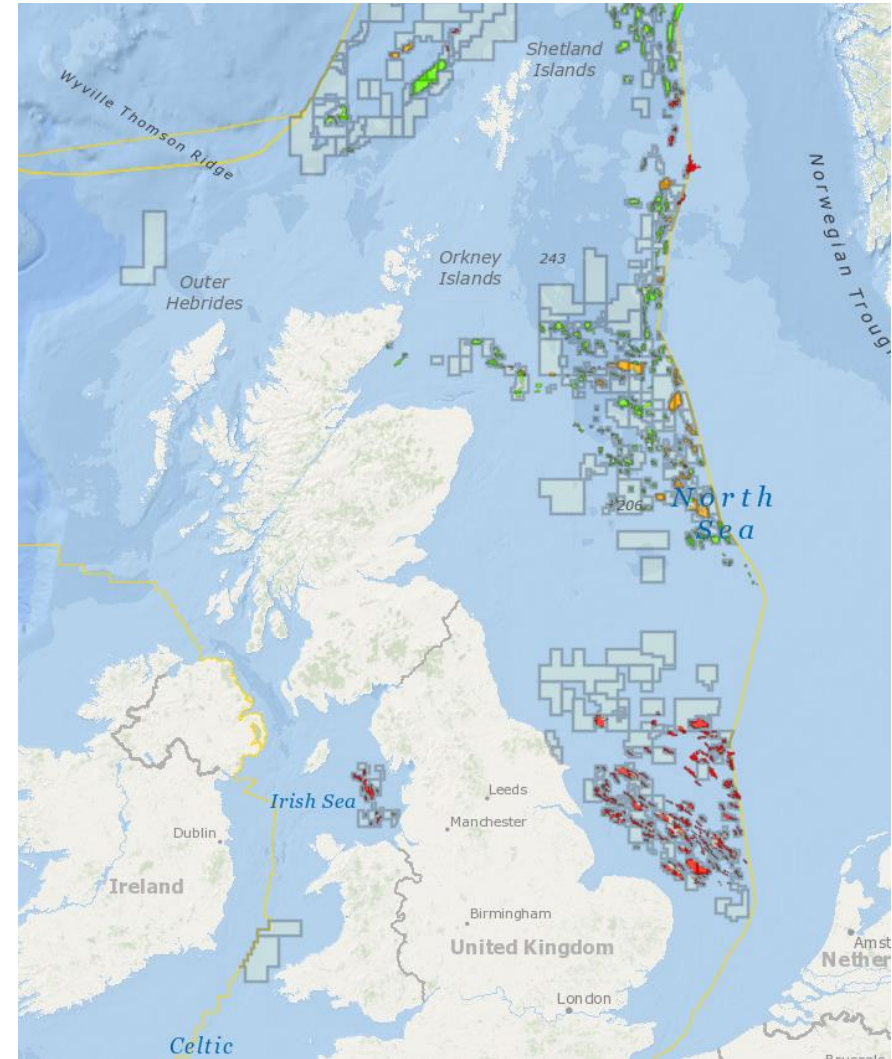 Shetland
Islands
Wyville Thomson Ridge
Norwegian Troug
Orkney
Islands
243
Outer
Hebrides
206
North
Sea
Irish Sea
Leeds
Manchester
Dublin
Ireland
Birmingham
United Kingdom
Amst
Nether
London
Celtic